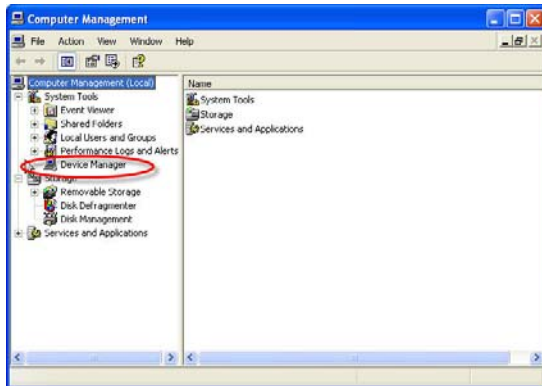 Computer Management
File Action View Window Help
Computer Management (Local)
System Tools
Event Viewer
Shared Folders
Local Users and Groups
Performance Logs and Alerts
Device Manager
Storage
Removable Storage
Disk Defragmenter
Disk Management
Services and Applications
Name
System Tools
Storage
Services and Applications